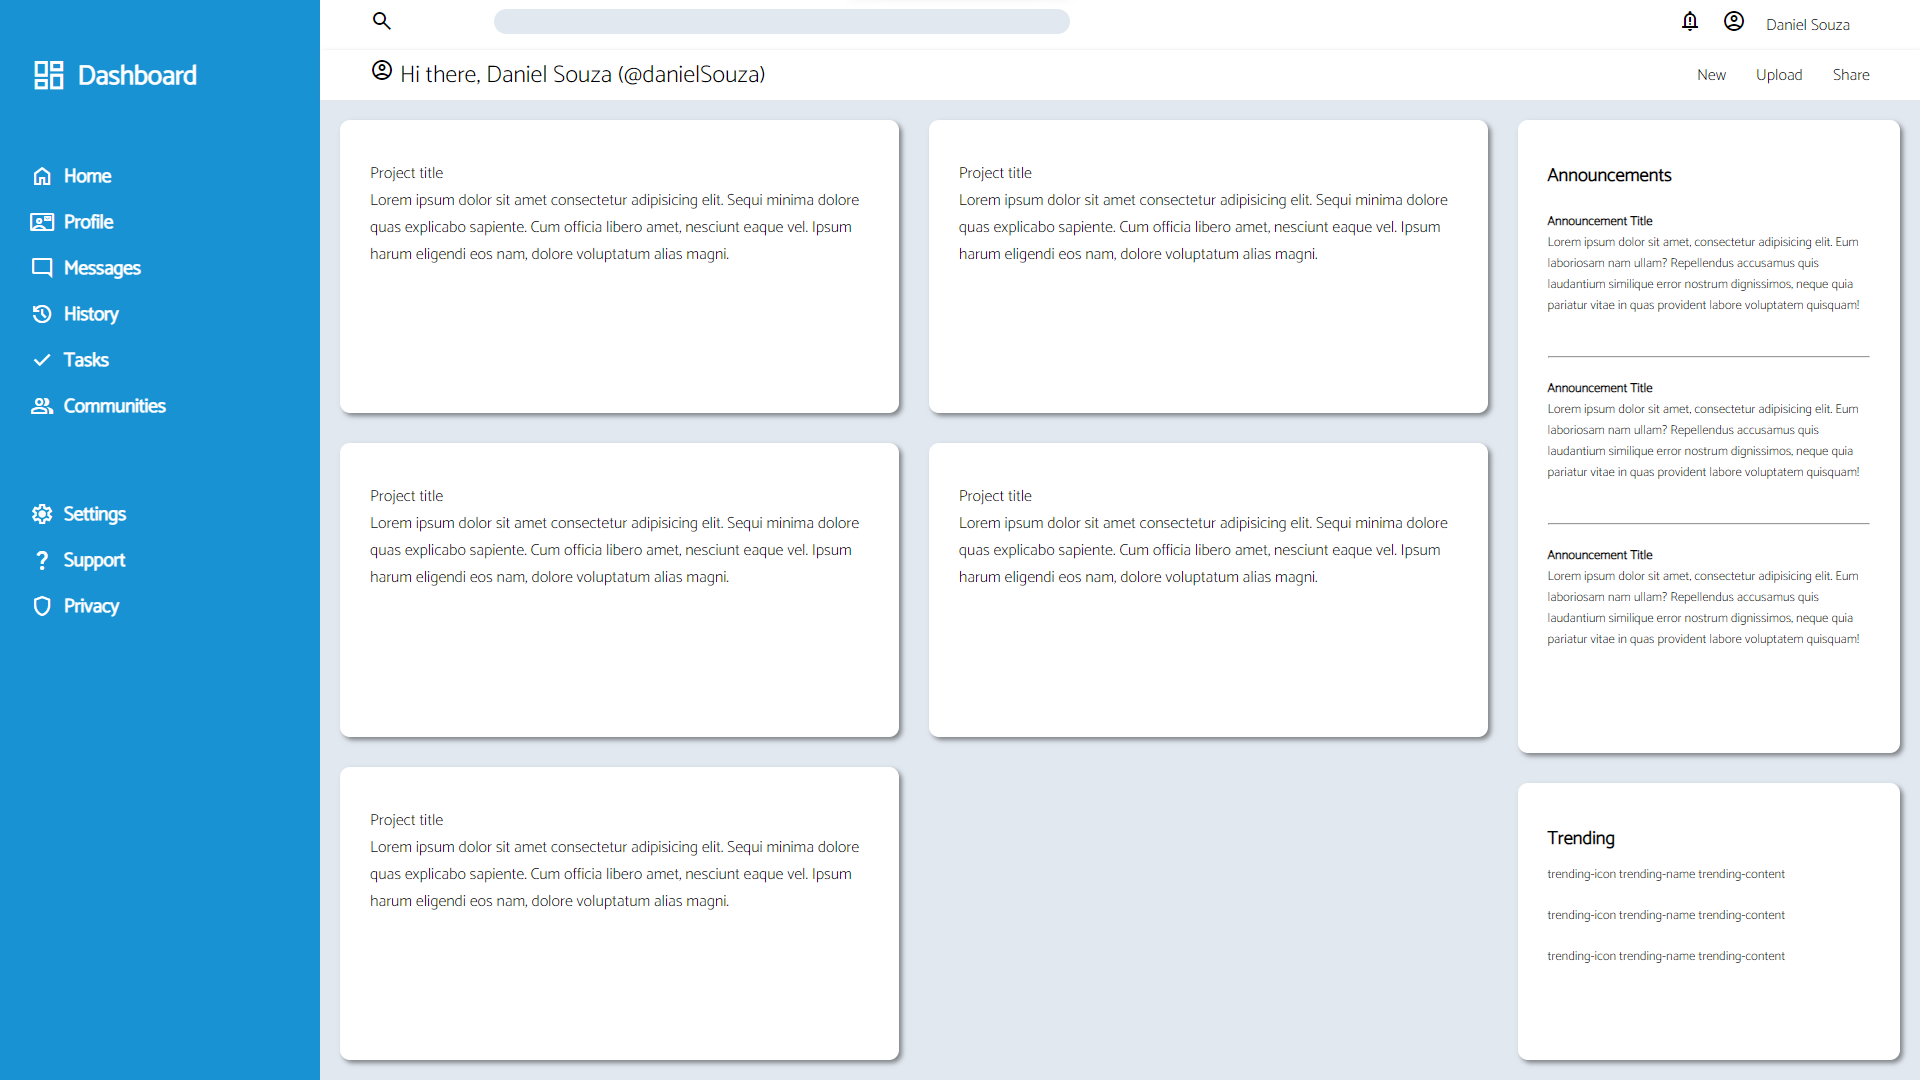 Dashboard
Home
Profile
Messages
History
Tasks
Communities
Settings
Support
Privacy
Daniel Souza
Hi there, Daniel Souza (@danielSouza)
New
Upload
Share
Project title
Lorem ipsum dolor sit amet consectetur adipisicing elit. Sequi minima dolore
quas explicabo sapiente. Cum officia libero amet, nesciunt eaque vel. Ipsum
harum eligendi eos nam, dolore voluptatum alias magni.
Project title
Lorem ipsum dolor sit amet consectetur adipisicing elit. Sequi minima dolore
quas explicabo sapiente. Cum officia libero amet, nesciunt eaque vel. Ipsum
harum eligendi eos nam, dolore voluptatum alias magni.
Project title
Lorem ipsum dolor sit amet consectetur adipisicing elit. Sequi minima dolore
quas explicabo sapiente. Cum officia libero amet, nesciunt eaque vel. Ipsum
harum eligendi eos nam, dolore voluptatum alias magni.
Project title
Lorem ipsum dolor sit amet consectetur adipisicing elit. Sequi minima dolore
quas explicabo sapiente. Cum officia libero amet, nesciunt eaque vel. Ipsum
harum eligendi eos nam, dolore voluptatum alias magni.
Project title
Lorem ipsum dolor sit amet consectetur adipisicing elit. Sequi minima dolore
quas explicabo sapiente. Cum officia libero amet, nesciunt eaque vel. Ipsum
harum eligendi eos nam, dolore voluptatum alias magni.
Announcements
Announcement Title
Lorem ipsum dolor sit amet, consectetur adipisicing elit. Eum
laboriosam nam ullam? Repellendus accusamus quis
laudantium similique error nostrum dignissimos, neque quia
pariatur vitae in quas provident labore voluptatem quisquam!
Announcement Title
Lorem ipsum dolor sit amet, consectetur adipisicing elit. Eum
laboriosam nam ullam? Repellendus accusamus quis
laudantium similique error nostrum dignissimos, neque quia
pariatur vitae in quas provident labore voluptatem quisquam!
Announcement Title
Lorem ipsum dolor sit amet, consectetur adipisicing elit. Eum
laboriosam nam ullam? Repellendus accusamus quis
laudantium similique error nostrum dignissimos, neque quia
pariatur vitae in quas provident labore voluptatem quisquam!
Trending
trending-icon trending-name trending-content
trending-icon trending-name trending-content
trending-icon trending-name trending-content